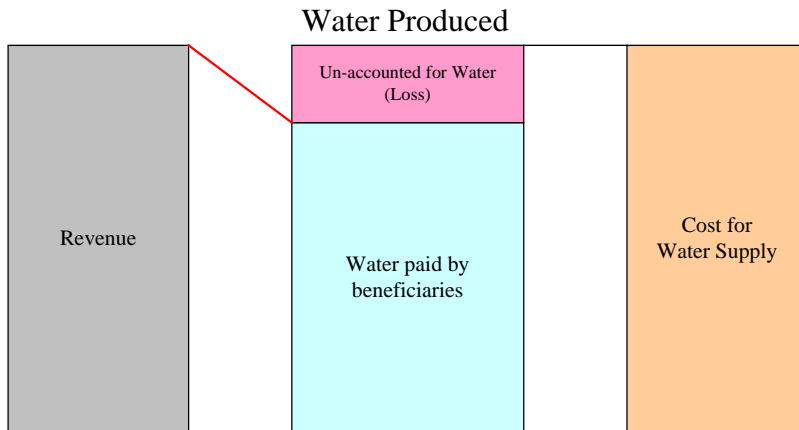 Water Produced
Un-accounted for Water
(Loss)
Revenue
Water paid by
beneficiaries
Cost for
Water Supply